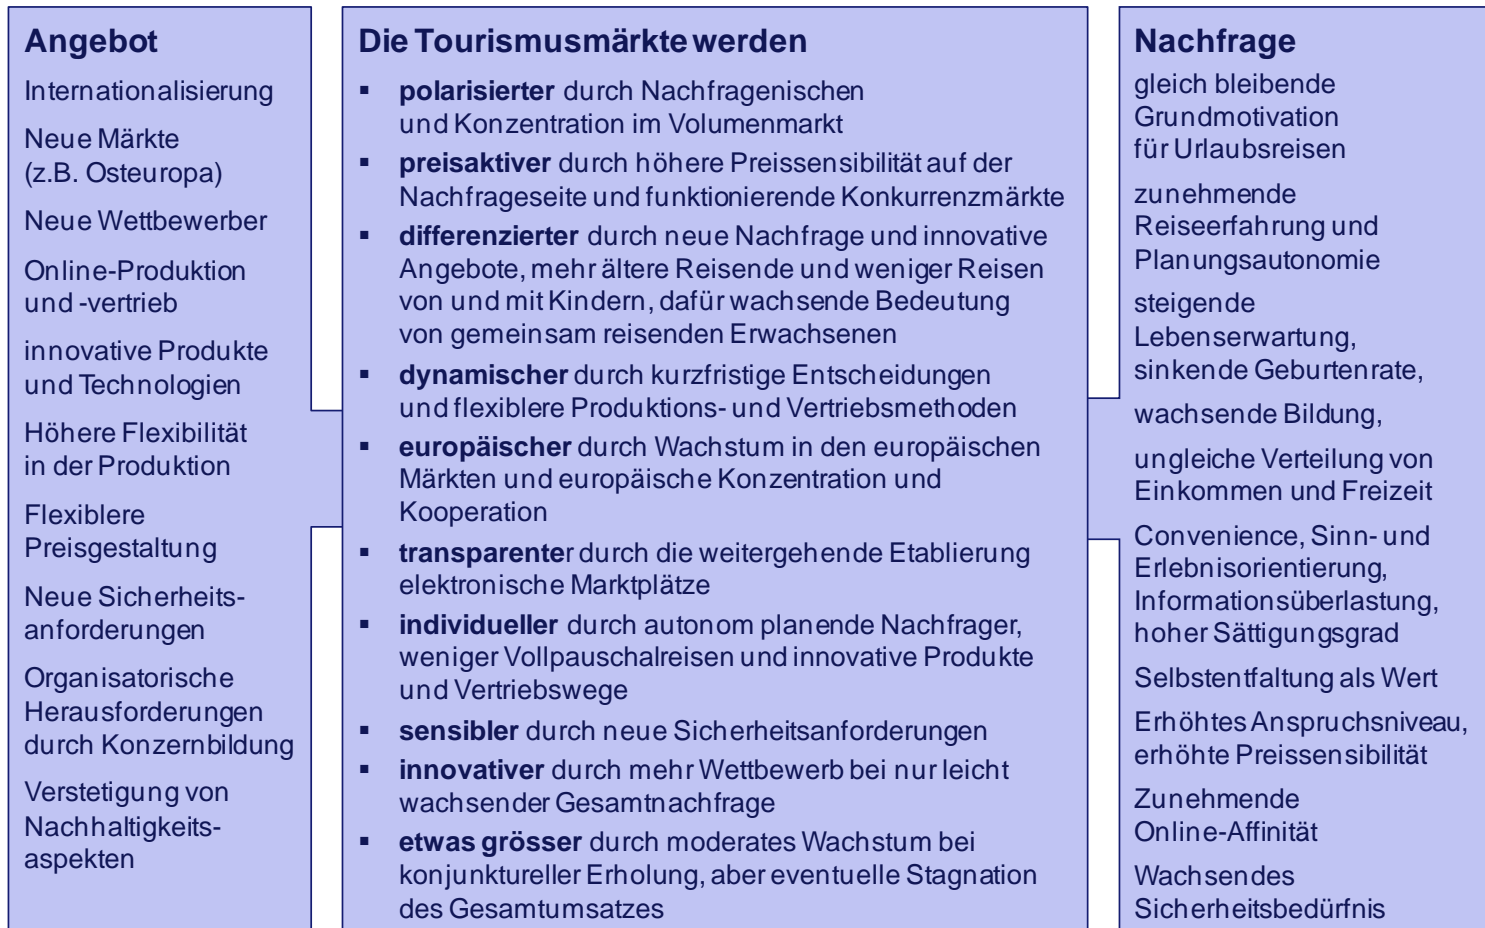 Angebot
Internationalisierung
Neue Märkte
(z.B. Osteuropa)
Neue Wettbewerber
Online-Produktion
und -vertrieb
innovative Produkte
und Technologien
Höhere Flexibilität
in der Produktion
Flexiblere
Preisgestaltung
Neue Sicherheits-
anforderungen
Organisatorische
Herausforderungen
durch Konzernbildung
Verstetigung von
Nachhaltigkeits-
aspekten
Die Tourismusmärkte werden
▪ polarisierter durch Nachfragenischen
und Konzentration im Volumenmarkt
▪ preisaktiver durch höhere Preissensibilität auf der
Nachfrageseite und funktionierende Konkurrenzmärkte
▪ differenzierter durch neue Nachfrage und innovative
Angebote, mehr ältere Reisende und weniger Reisen
von und mit Kindern, dafür wachsende Bedeutung
von gemeinsam reisenden Erwachsenen
▪ dynamischer durch kurzfristige Entscheidungen
und flexiblere Produktions- und Vertriebsmethoden
▪ europäischer durch Wachstum in den europäischen
Märkten und europäische Konzentration und
Kooperation
▪ transparenter durch die weitergehende Etablierung
elektronische Marktplätze
▪ individueller durch autonom planende Nachfrager,
weniger Vollpauschalreisen und innovative Produkte
und Vertriebswege
▪ sensibler durch neue Sicherheitsanforderungen
▪ innovativer durch mehr Wettbewerb bei nur leicht
wachsender Gesamtnachfrage
▪ etwas grösser durch moderates Wachstum bei
konjunktureller Erholung, aber eventuelle Stagnation
des Gesamtumsatzes
Nachfrage
gleich bleibende
Grundmotivation
für Urlaubsreisen
zunehmende
Reiseerfahrung und
Planungsautonomie
steigende
Lebenserwartung,
sinkende Geburtenrate,
wachsende Bildung,
ungleiche Verteilung von
Einkommen und Freizeit
Convenience, Sinn- und
Erlebnisorientierung,
Informationsüberlastung,
hoher Sättigungsgrad
Selbstentfaltung als Wert
Erhöhtes Anspruchsniveau,
erhöhte Preissensibilität
Zunehmende
Online-Affinität
Wachsendes
Sicherheitsbedürfnis